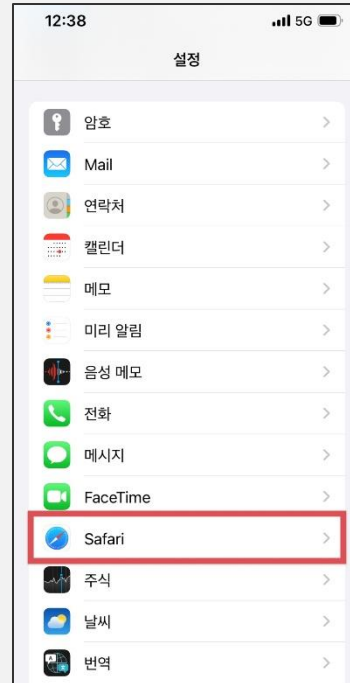 12:38 5G
설정
암호
Mail
연락처
캘린더
메모
미리 알림
음성 메모
전화
메시지
FaceTime
Safari
주식
날씨
번역